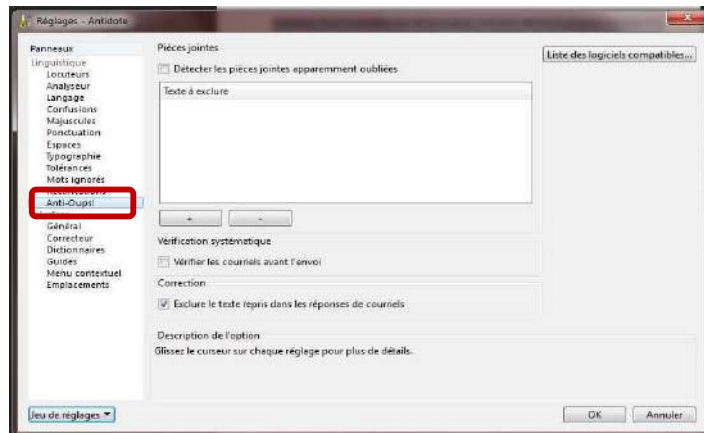 Réglages - Antidote
Panneaux
Linguistique
Locuteurs
Analyseur
Langage
Confusions
Majuscules
Ponctuation
Espaces
Typographie
Tolérances
Mots ignorés
Anti-Oups!
Général
Correcteur
Dictionnaires
Guides
Menu contextuel
Emplacements
Jeu de réglages
Pièces jointes
Détecter les pièces jointes apparemment oubliées
Texte à exclure
+
-
Vérification systématique
Vérifier les courriels avant l'envoi
Correction
Exclure le texte repris dans les réponses de courriels
Description de l'option
Glissez le curseur sur chaque réglage pour plus de détails.
Liste des logiciels compatibles...
OK
Annuler